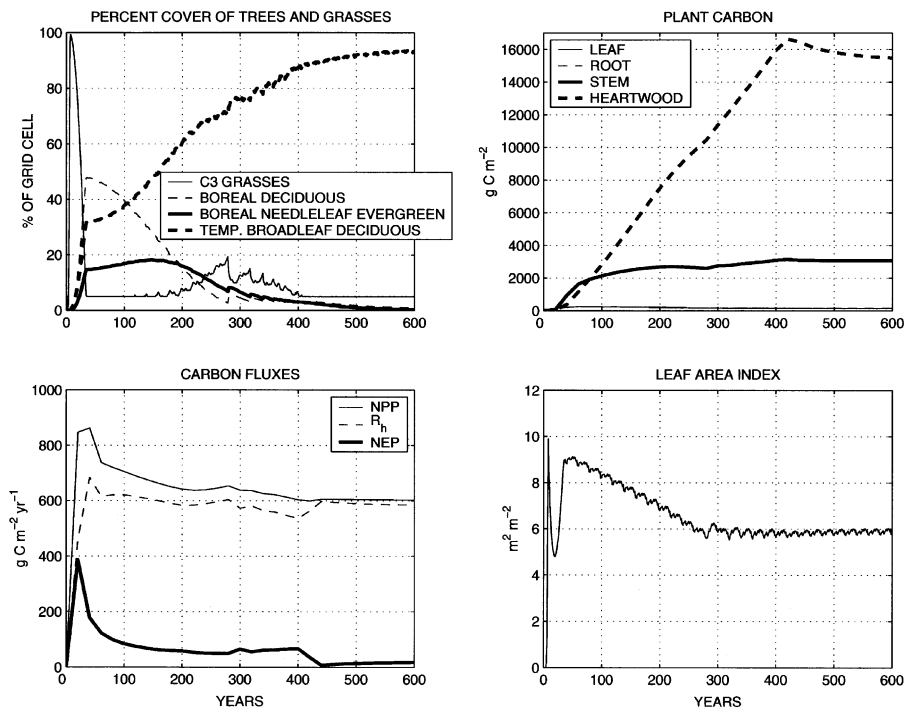 PERCENT COVER OF TREES AND GRASSES
% OF GRID CELL
100
80
60
40
20
0
C3 GRASSES
BOREAL DECIDUOUS
BOREAL NEEDLELEAF EVERGREEN
TEMP. BROADLEAF DECIDUOUS
0 100 200 300 400 500 600
PLANT CARBON
g C m-2
16000
14000
12000
10000
8000
6000
4000
2000
0
LEAF
ROOT
STEM
HEARTWOOD
0 100 200 300 400 500 600
CARBON FLUXES
g C m-2 yr-1
1000
800
600
400
200
0
NPP
Rh
NEP
0 100 200 300 400 500 600
YEARS
LEAF AREA INDEX
m2 m-2
12
10
8
6
4
2
0
0 100 200 300 400 500 600
YEARS